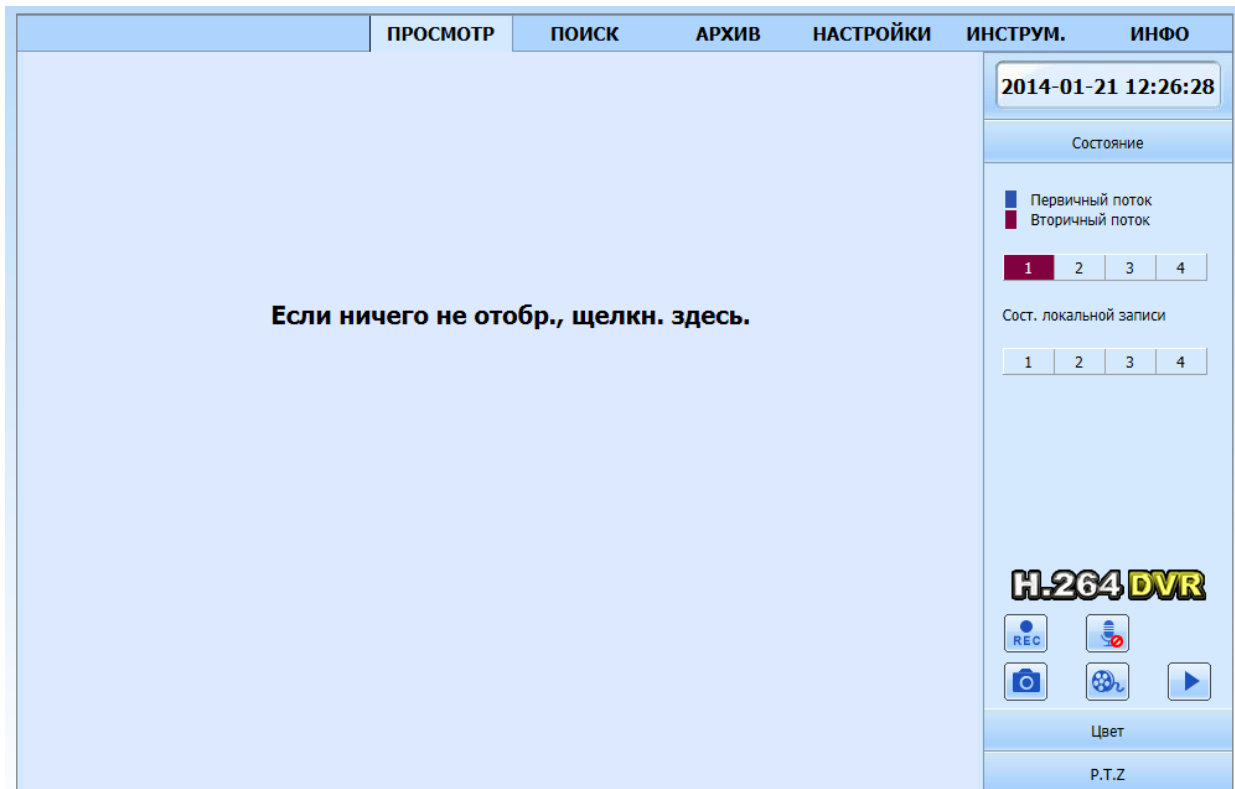 ПРОСМОТР ПОИСК АРХИВ НАСТРОЙКИ ИНСТРУМ. ИНФО
2014-01-21 12:26:28
Состояние
Первичный поток
Вторичный поток
1 2 3 4
Если ничего не отобр., щелкн. здесь.
Сост. локальной записи
1 2 3 4
H.264 DVR
REC
Цвет
P.T.Z